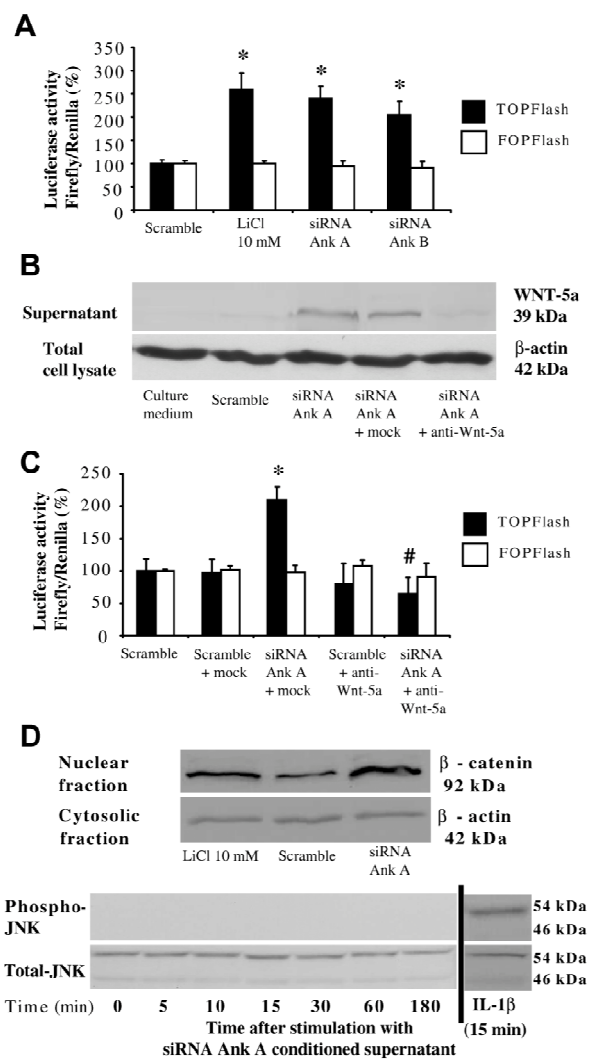 A
Luciferase activity
Firefly/Renilla (%)
350
300
250
200
150
100
50
0
*
*
*
TOPFlash
FOPFlash
Scramble
LiCl
10 mM
siRNA
Ank A
siRNA
Ank B
B
Supernatant
WNT-5a
39 kDa
Total
cell lysate
β-actin
42 kDa
Culture
medium
Scramble
siRNA
Ank A
siRNA
Ank A
+ mock
siRNA
Ank A
+ anti-Wnt-5a
C
Luciferase activity
Firefly/Renilla (%)
250
200
150
100
50
0
*
#
TOPFlash
FOPFlash
Scramble
Scramble
+ mock
siRNA
Ank A
+ mock
Scramble
+ anti-
Wnt-5a
siRNA
Ank A
+ anti-
Wnt-5a
D
Nuclear
fraction
β - catenin
92 kDa
Cytosolic
fraction
β - actin
42 kDa
LiCl 10 mM
Scramble
siRNA
Ank A
Phospho-
JNK
54 kDa
46 kDa
Total-JNK
54 kDa
46 kDa
Time (min) 0 5 10 15 30 60 180
IL-1β
(15 min)
Time after stimulation with
siRNA Ank A conditioned supernatant